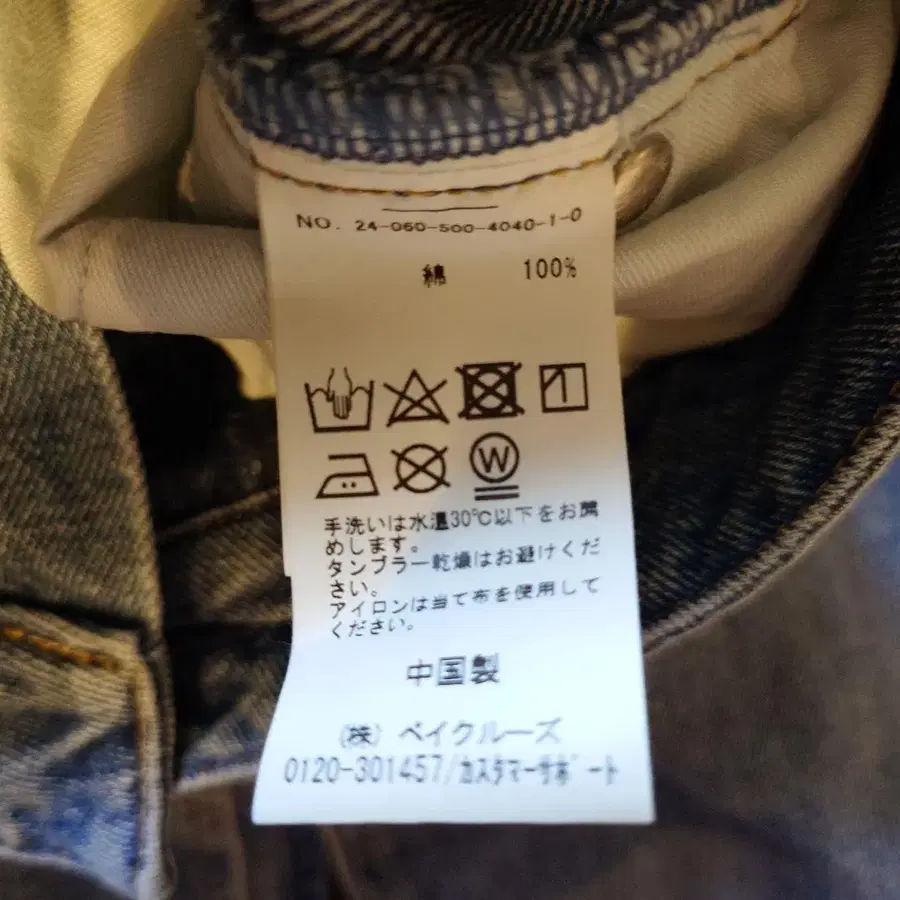 NO. 24-060-500-4040-1-0
綿 100%
W
手洗いは水温30℃以下をお薦
めします。
タンブラー乾燥はお避けくだ
さい。
アイロンは当て布を使用して
ください。
中国製
(株) ベイクルーズ
0120-301457/カスタマーサポート